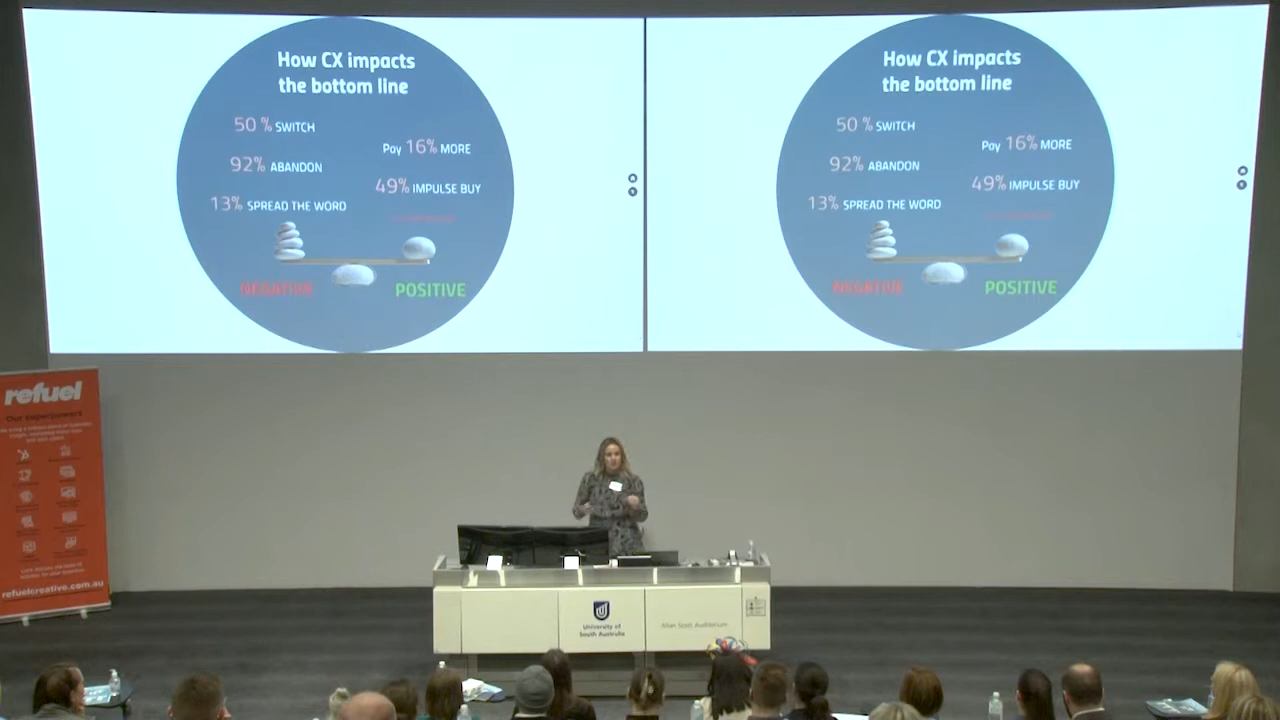 How CX impacts
the bottom line
50 % SWITCH
92% ABANDON
13% SPREAD THE WORD
Pay 16% MORE
49% IMPULSE BUY
NEGATIVE
POSITIVE
How CX impacts
the bottom line
50 % SWITCH
92% ABANDON
13% SPREAD THE WORD
Pay 16% MORE
49% IMPULSE BUY
NEGATIVE
POSITIVE
refuel
Our superpowers
refuelcreative.com.au
University of
South Australia
Allan Scott Auditorium